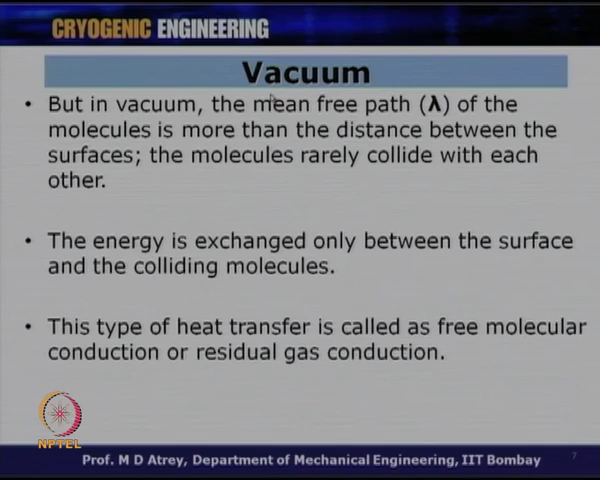 CRYOGENIC ENGINEERING
Vacuum
• But in vacuum, the mean free path (λ) of the
molecules is more than the distance between the
surfaces; the molecules rarely collide with each
other.
• The energy is exchanged only between the surface
and the colliding molecules.
• This type of heat transfer is called as free molecular
conduction or residual gas conduction.
NPTEL
Prof. M D Atrey, Department of Mechanical Engineering, IIT Bombay
7